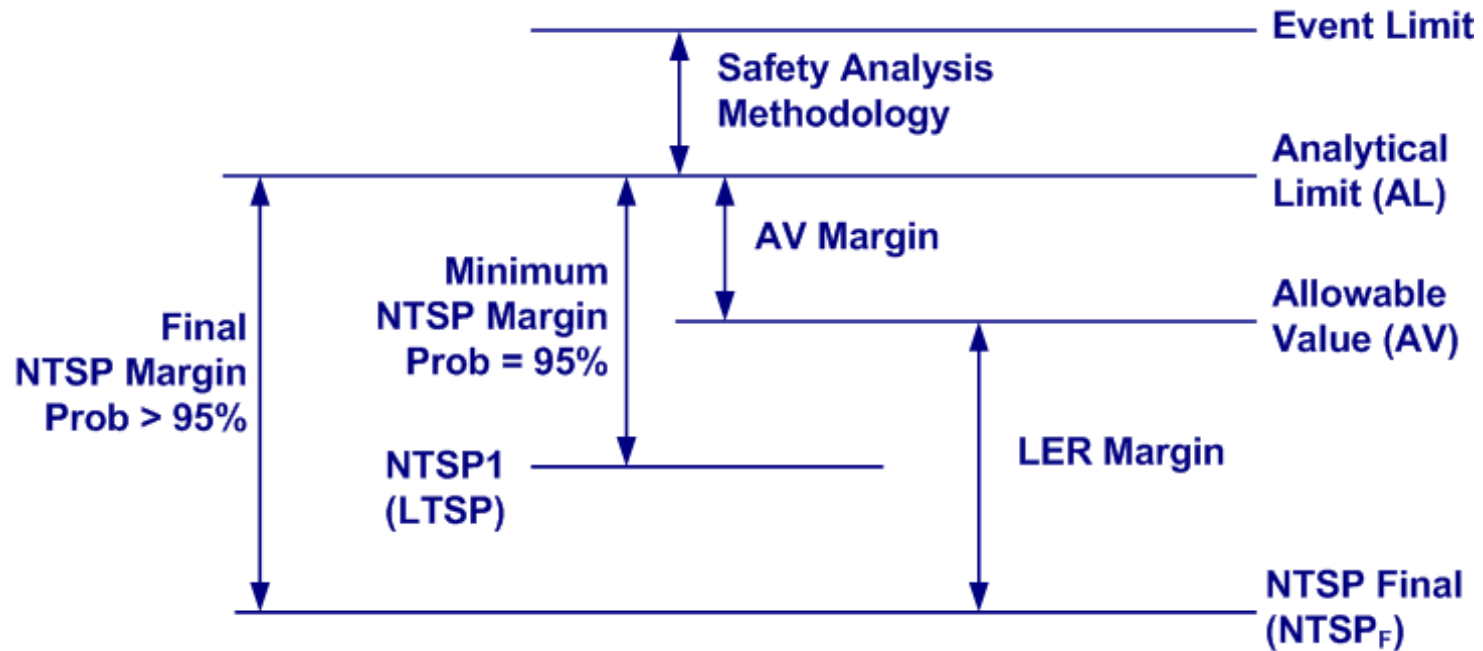 Event Limit
Safety Analysis
Methodology
Analytical
Limit (AL)
AV Margin
Minimum
NTSP Margin
Prob = 95%
Allowable
Value (AV)
Final
NTSP Margin
Prob > 95%
LER Margin
NTSP1
(LTSP)
NTSP Final
(NTSPF)